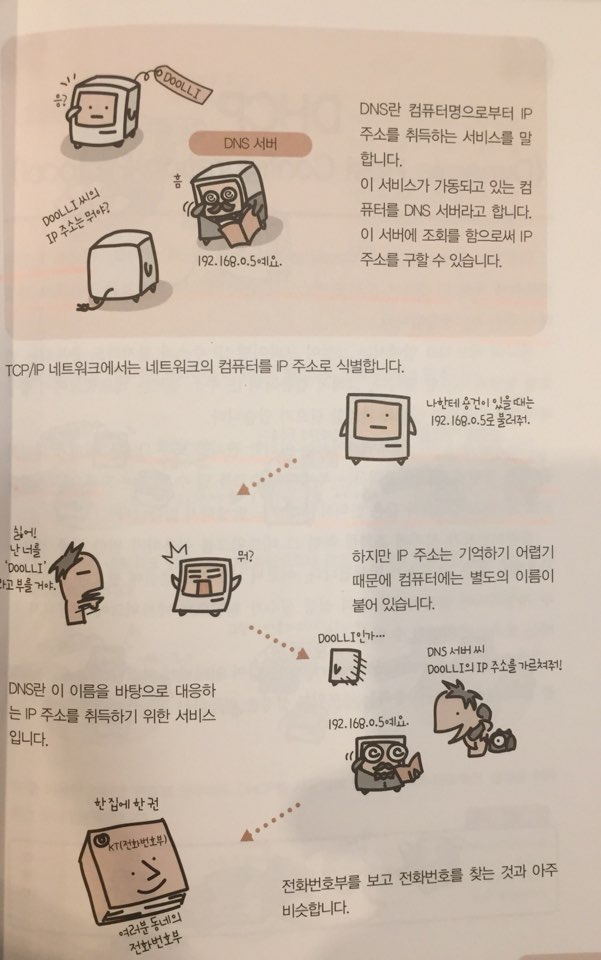 DOOLLI
응?
DNS 서버
흠
DOOLLI 씨의
IP 주소는 뭐야?
192.168.0.5예요.
DNS란 컴퓨터명으로부터 IP
주소를 취득하는 서비스를 말
합니다.
이 서비스가 가동되고 있는 컴
퓨터를 DNS 서버라고 합니다.
이 서버에 조회를 함으로써 IP
주소를 구할 수 있습니다.
TCP/IP 네트워크에서는 네트워크의 컴퓨터를 IP 주소로 식별합니다.
나한테 용건이 있을 때는
192.168.0.5로 불러줘.
싫어!
난 너를
'DOOLLI'
라고 부를 거야.
뭐?
하지만 IP 주소는 기억하기 어렵기
때문에 컴퓨터에는 별도의 이름이
붙어 있습니다.
DOOLLI인가…
DNS 서버 씨
DOOLLI의 IP 주소를 가르쳐줘!
DNS란 이 이름을 바탕으로 대응하
는 IP 주소를 취득하기 위한 서비스
입니다.
192.168.0.5예요.
한 집에 한 권
KT(전화번호부)
여러분 동네의
전화번호부
전화번호부를 보고 전화번호를 찾는 것과 아주
비슷합니다.